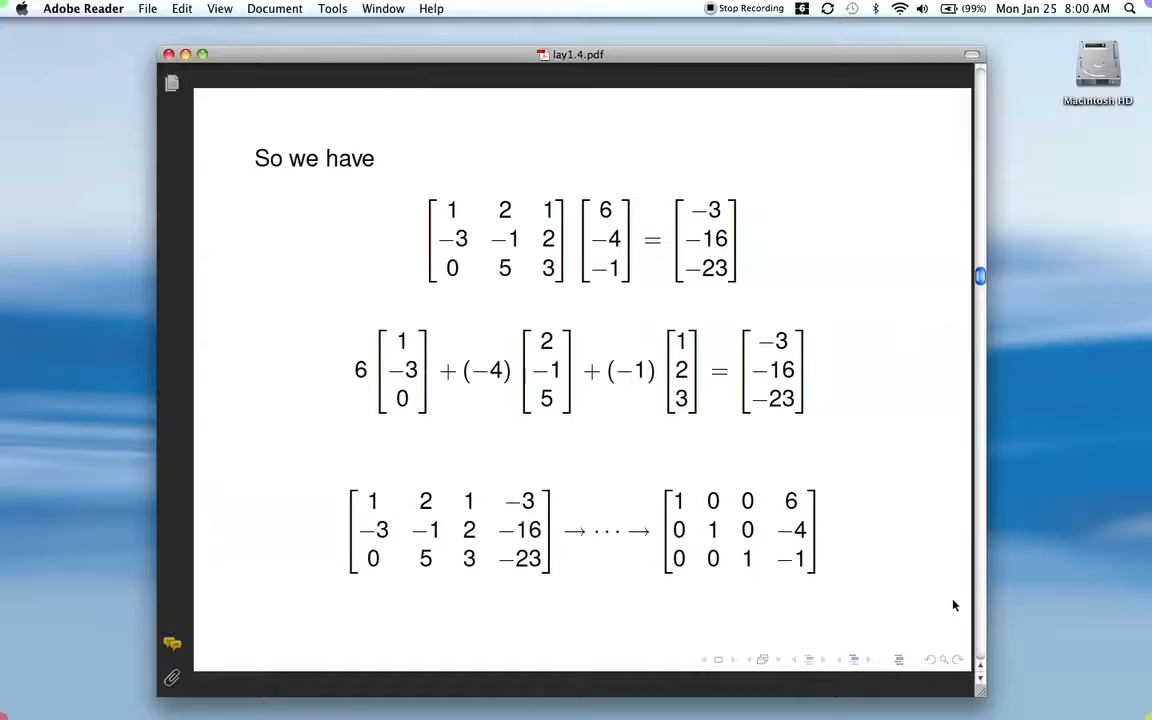 Adobe Reader File Edit View Document Tools Window Help Stop Recording 6 (99%) Mon Jan 25 8:00 AM
lay1.4.pdf
Macintosh HD
So we have
1 2 1 6 −3
−3 −1 2 −4 = −16
0 5 3 −1 −23
1 2 1 −3
6 −3 + (−4) −1 + (−1) 2 = −16
0 5 3 −23
1 2 1 −3 1 0 0 6
−3 −1 2 −16 → ··· → 0 1 0 −4
0 5 3 −23 0 0 1 −1